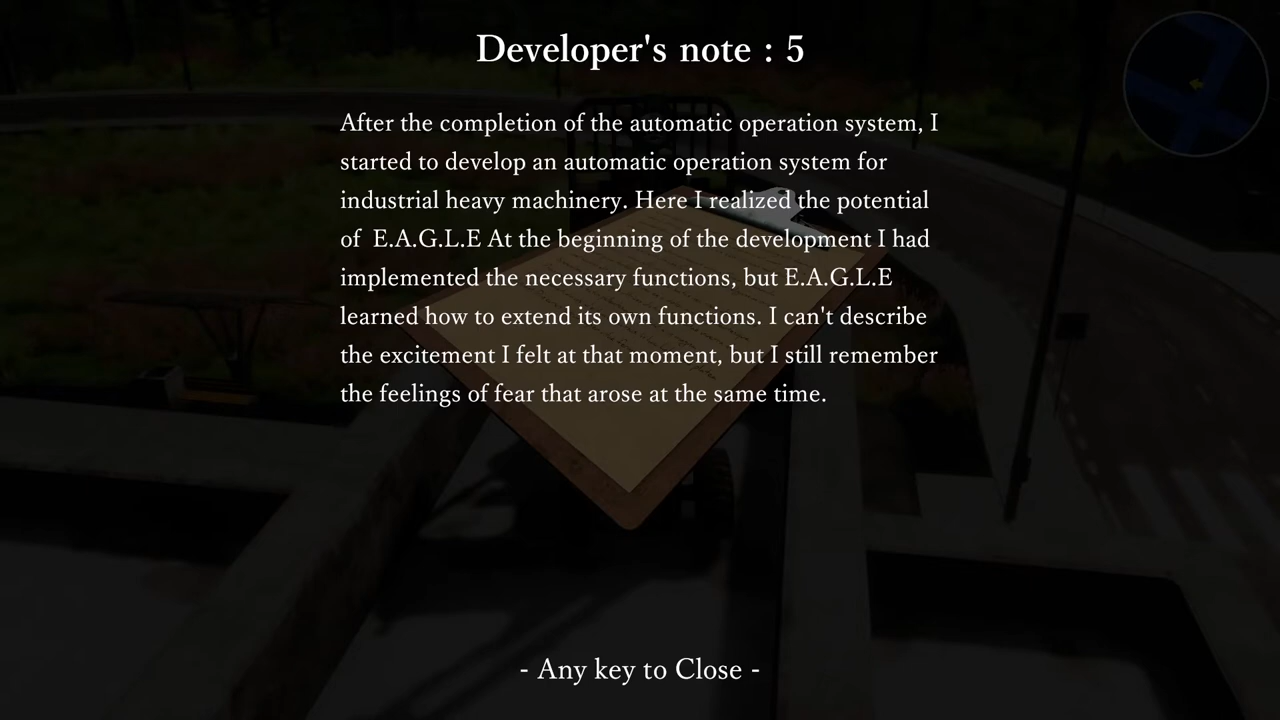 Developer's note : 5
After the completion of the automatic operation system, I
started to develop an automatic operation system for
industrial heavy machinery. Here I realized the potential
of  E.A.G.L.E At the beginning of the development I had
implemented the necessary functions, but E.A.G.L.E
learned how to extend its own functions. I can't describe
the excitement I felt at that moment, but I still remember
the feelings of fear that arose at the same time.
- Any key to Close -